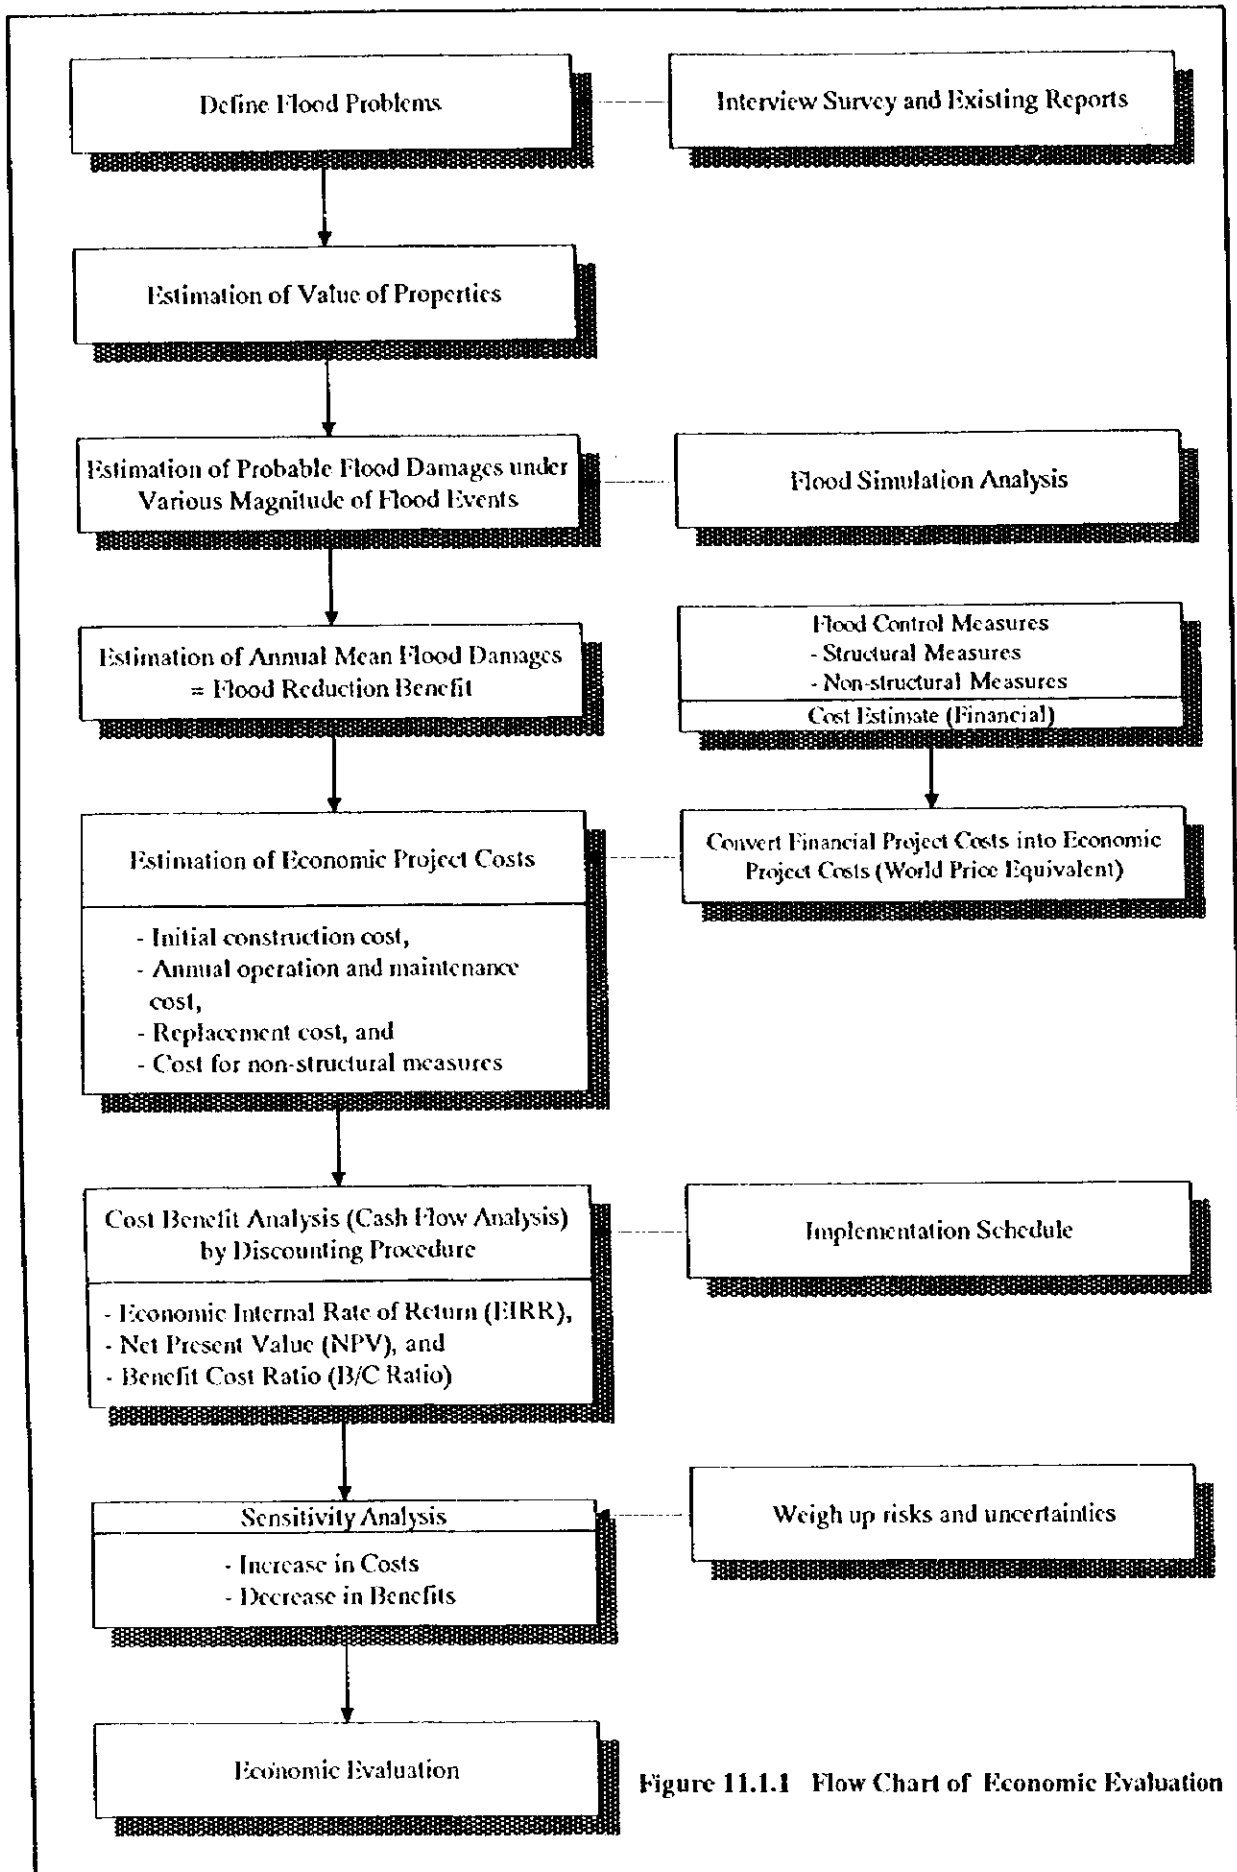 Define Flood Problems
Interview Survey and Existing Reports
Estimation of Value of Properties
Estimation of Probable Flood Damages under
Various Magnitude of Flood Events
Flood Simulation Analysis
Estimation of Annual Mean Flood Damages
= Flood Reduction Benefit
Flood Control Measures
- Structural Measures
- Non-structural Measures
Cost Estimate (Financial)
Estimation of Economic Project Costs
- Initial construction cost,
- Annual operation and maintenance
cost,
- Replacement cost, and
- Cost for non-structural measures
Convert Financial Project Costs into Economic
Project Costs (World Price Equivalent)
Cost Benefit Analysis (Cash Flow Analysis)
by Discounting Procedure
- Economic Internal Rate of Return (EIRR),
- Net Present Value (NPV), and
- Benefit Cost Ratio (B/C Ratio)
Implementation Schedule
Sensitivity Analysis
- Increase in Costs
- Decrease in Benefits
Weigh up risks and uncertainties
Economic Evaluation
Figure 11.1.1 Flow Chart of Economic Evaluation